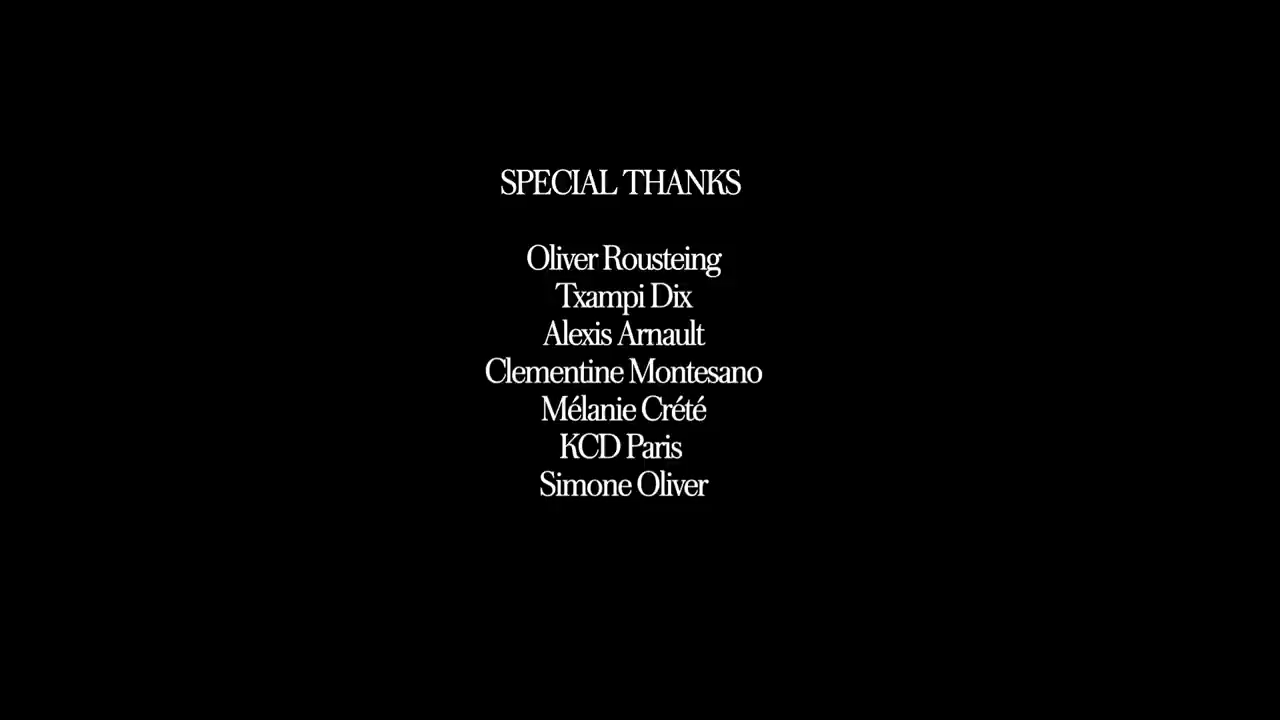 SPECIAL THANKS
Oliver Rousteing
Txampi Dix
Alexis Arnault
Clementine Montesano
Mélanie Crété
KCD Paris
Simone Oliver